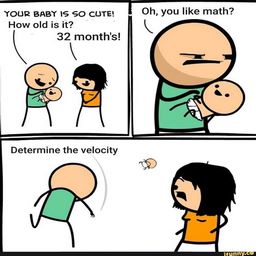 YOUR BABY IS SO CUTE!
How old is it?
32 month's!
Oh, you like math?
Determine the velocity
ifunny.co